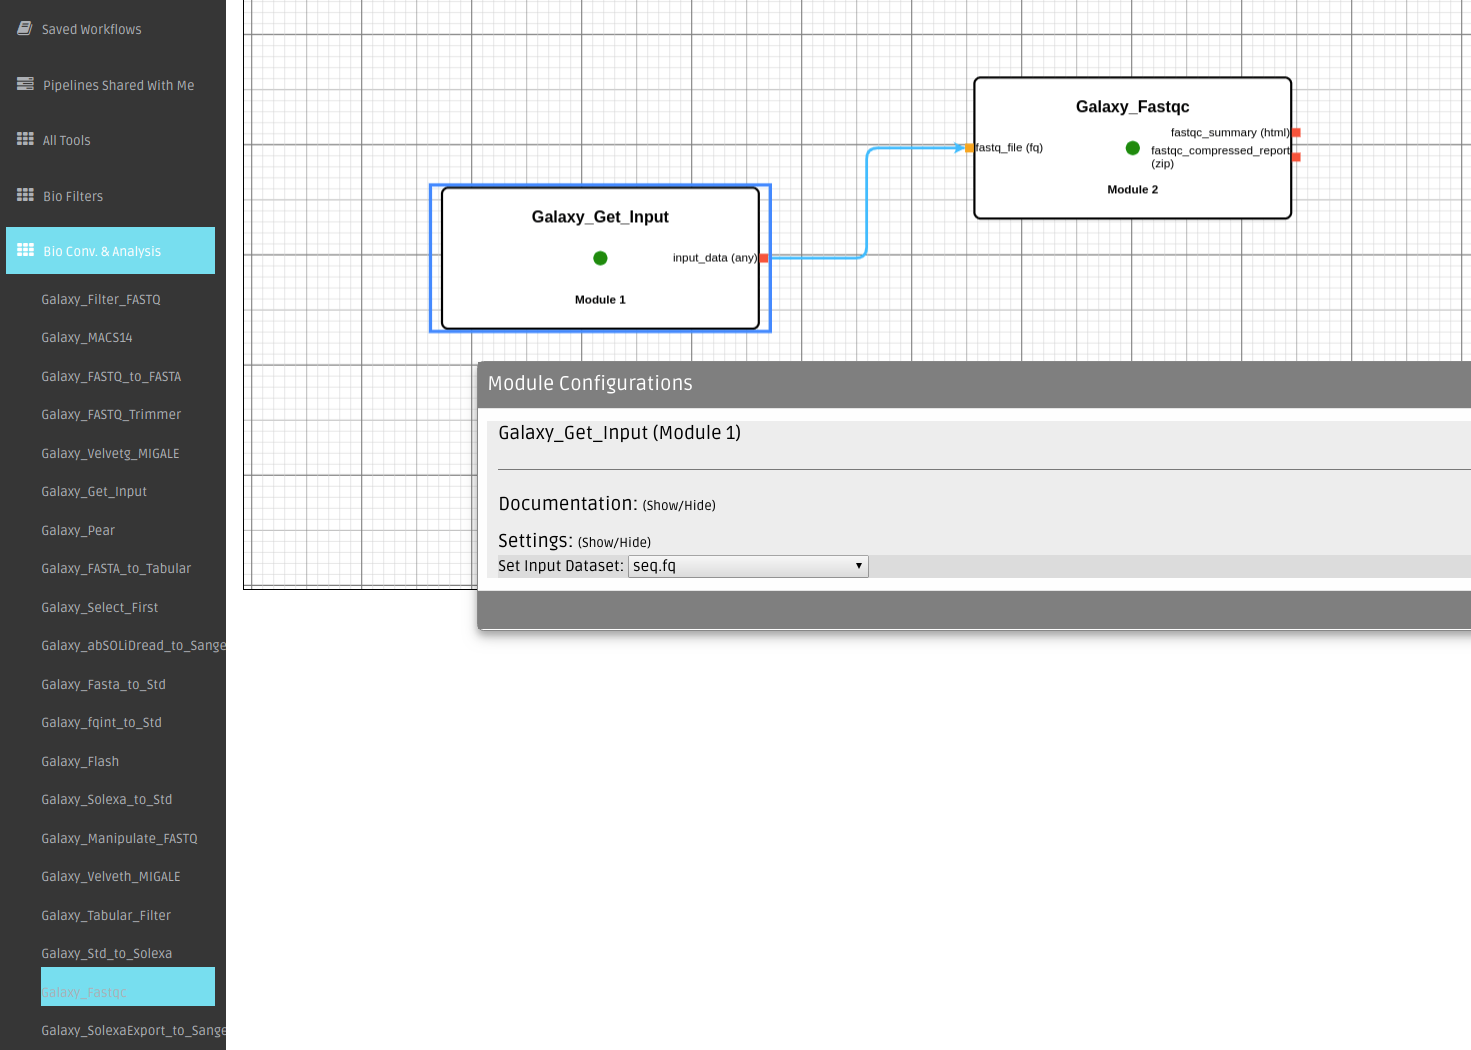 Saved Workflows
Pipelines Shared With Me
All Tools
Bio Filters
Bio Conv. & Analysis
Galaxy_Filter_FASTQ
Galaxy_MACS14
Galaxy_FASTQ_to_FASTA
Galaxy_FASTQ_Trimmer
Galaxy_Velvetg_MIGALE
Galaxy_Get_Input
Galaxy_Pear
Galaxy_FASTA_to_Tabular
Galaxy_Select_First
Galaxy_abSOLiDread_to_Sange
Galaxy_Fasta_to_Std
Galaxy_fqint_to_Std
Galaxy_Flash
Galaxy_Solexa_to_Std
Galaxy_Manipulate_FASTQ
Galaxy_Velveth_MIGALE
Galaxy_Tabular_Filter
Galaxy_Std_to_Solexa
Galaxy_Fastqc
Galaxy_SolexaExport_to_Sange
Galaxy_Get_Input
input_data (any)
Module 1
Galaxy_Fastqc
fastq_file (fq)
fastqc_summary (html)
fastqc_compressed_report
(zip)
Module 2
Module Configurations
Galaxy_Get_Input (Module 1)
Documentation: (Show/Hide)
Settings: (Show/Hide)
Set Input Dataset: seq.fq